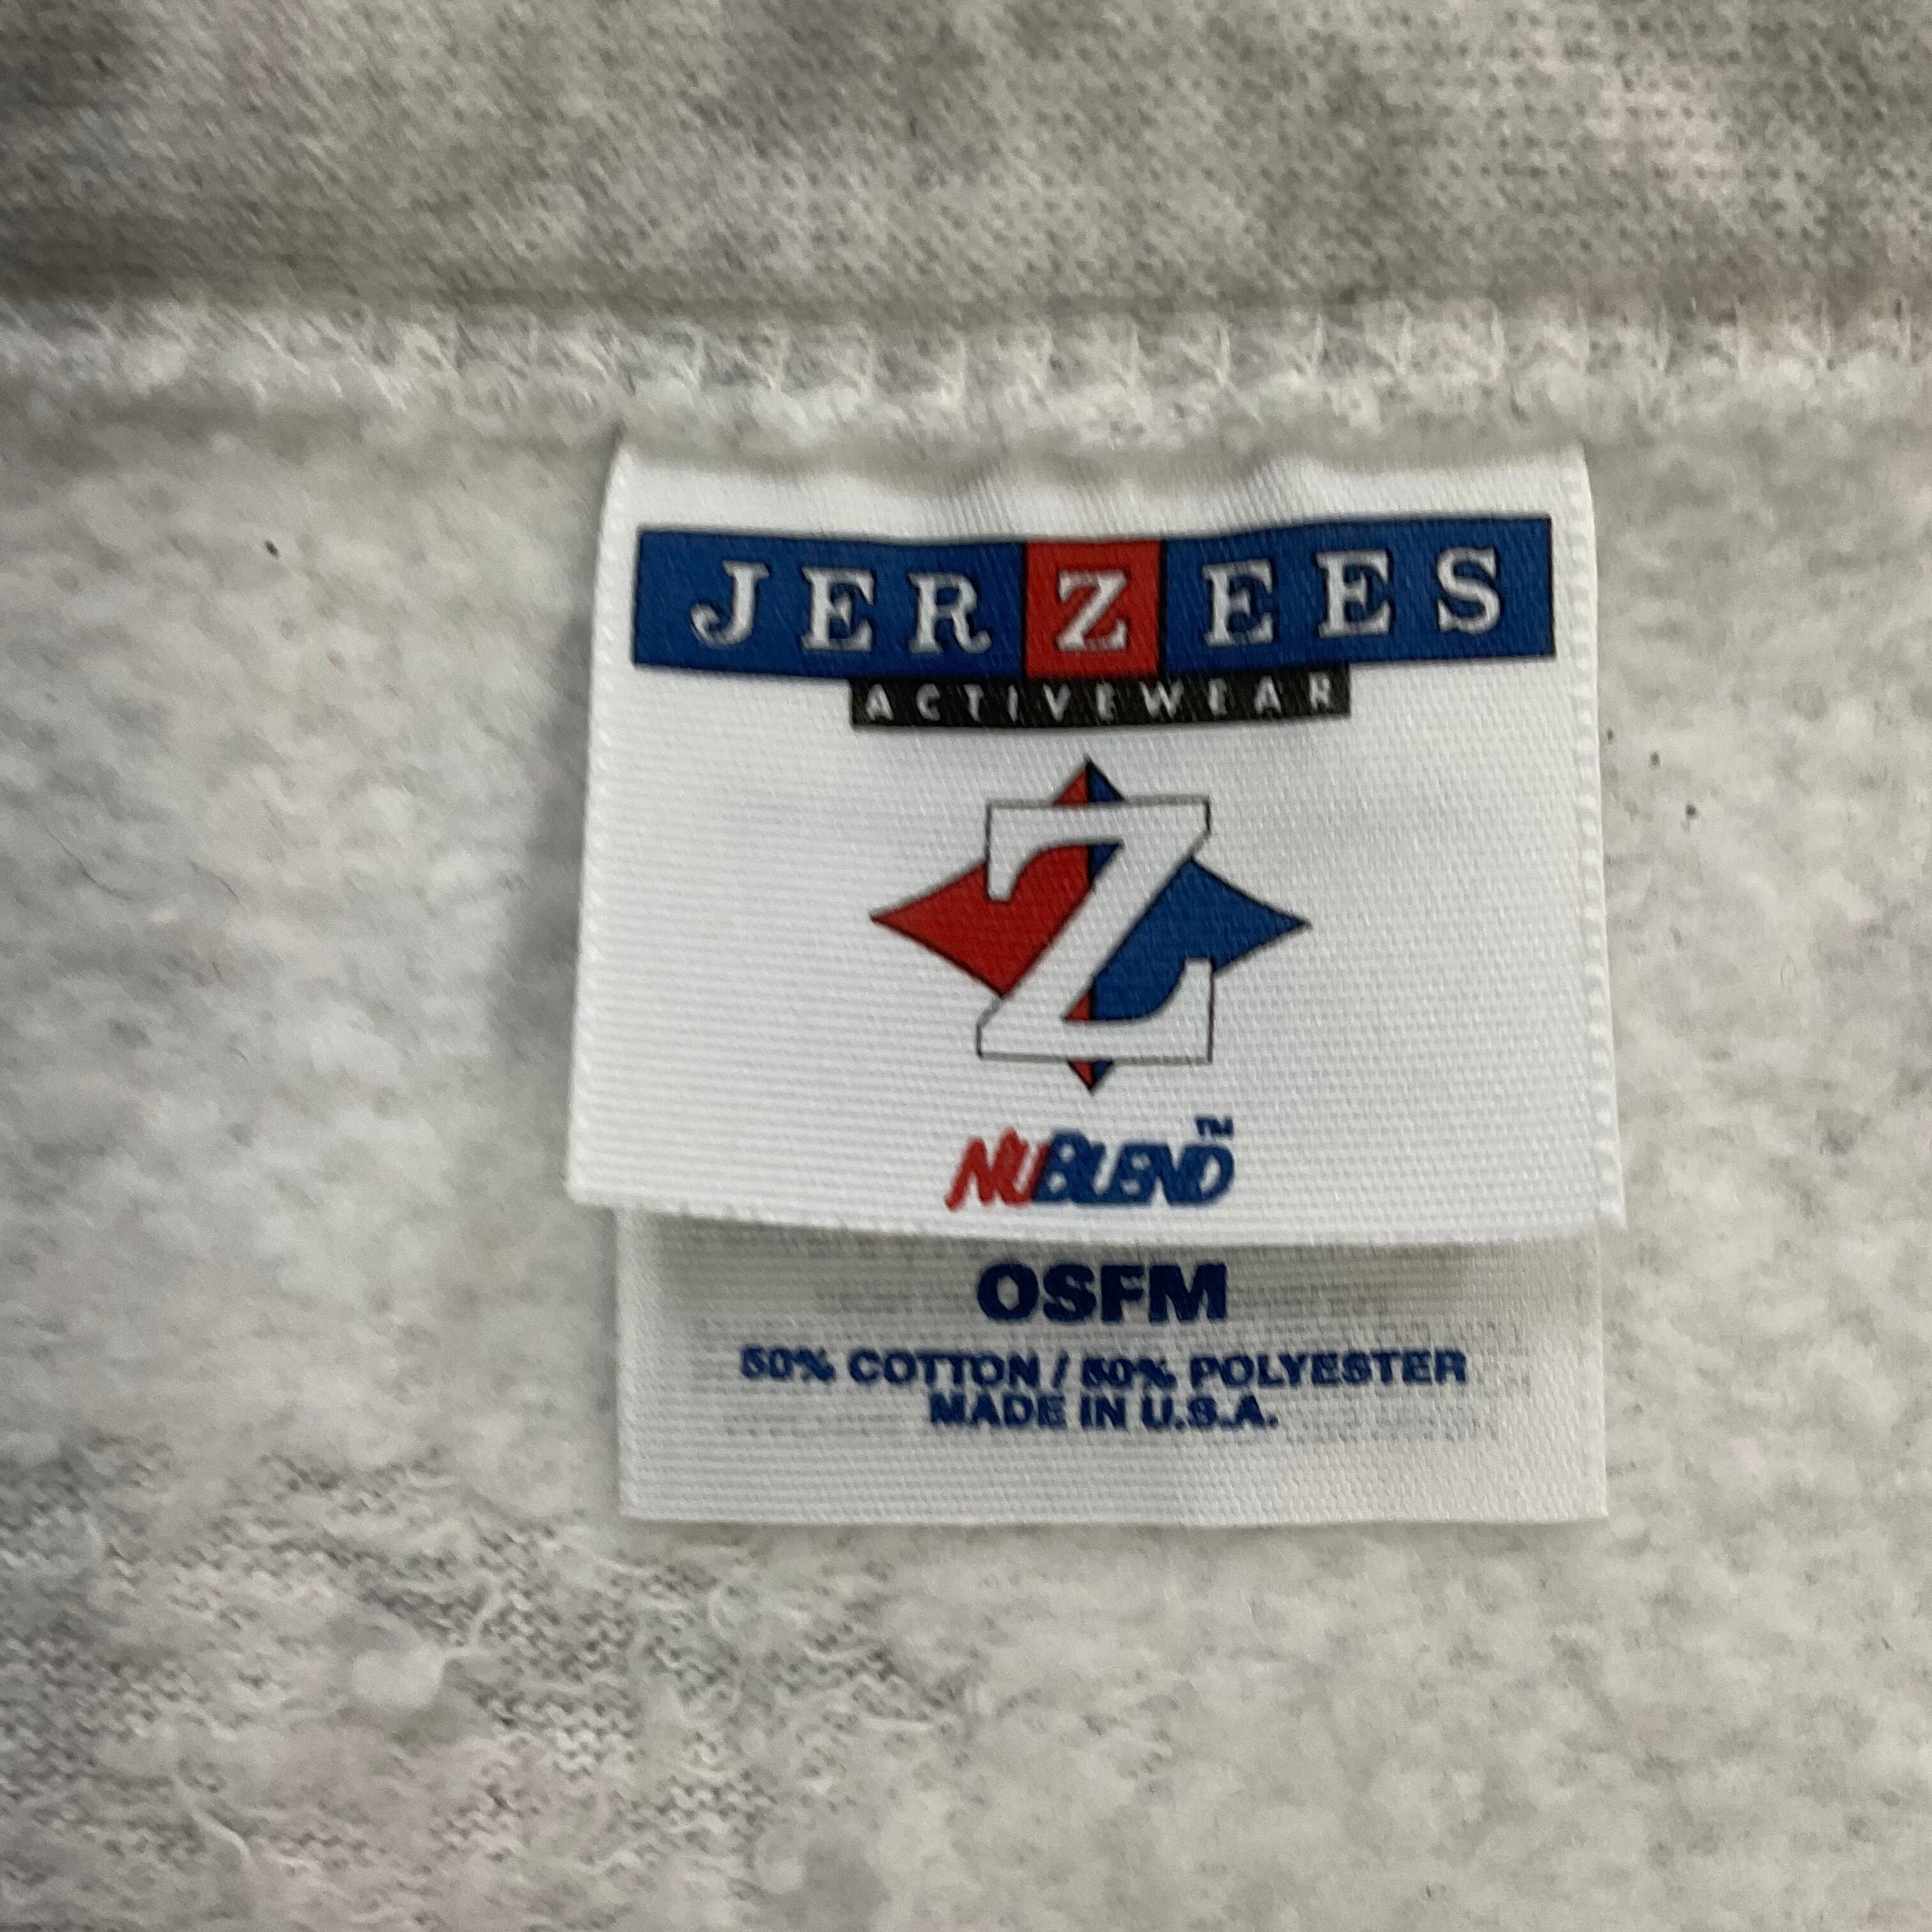 JERZEES
ACTIVEWEAR
Z
NUBLEND™
OSFM
50% COTTON / 50% POLYESTER
MADE IN U.S.A.